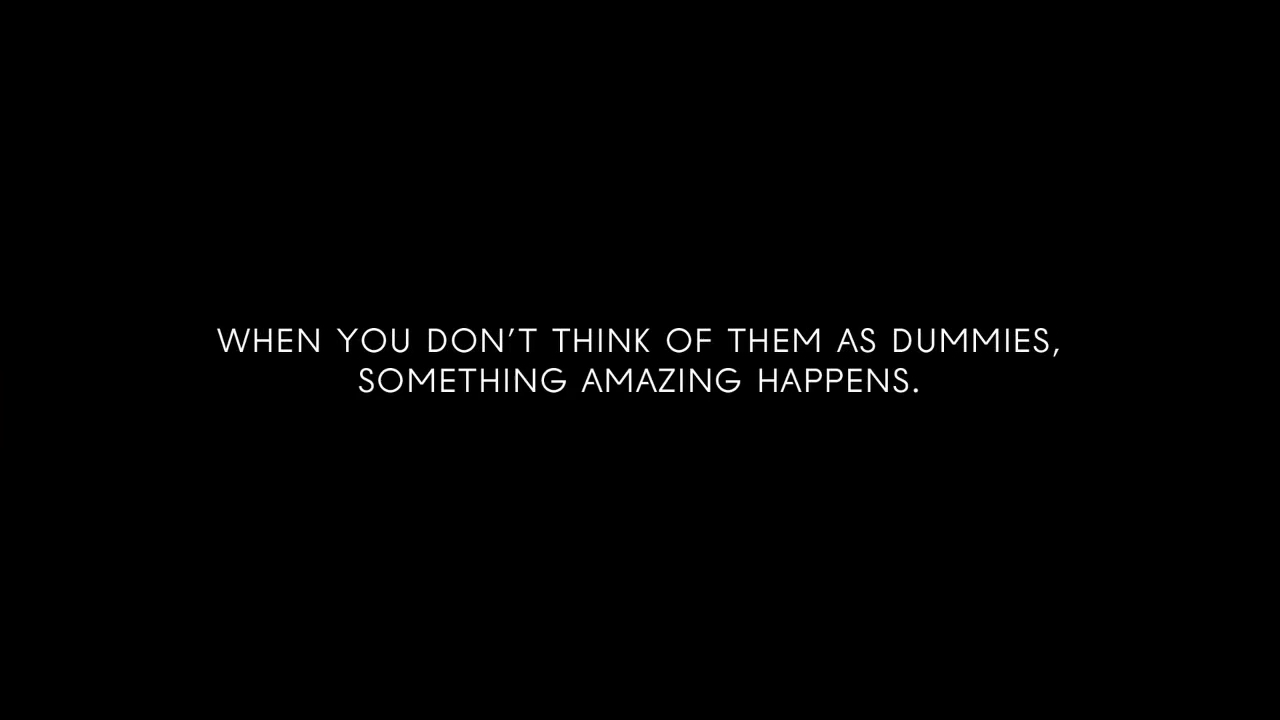 WHEN YOU DON’T THINK OF THEM AS DUMMIES,
SOMETHING AMAZING HAPPENS.